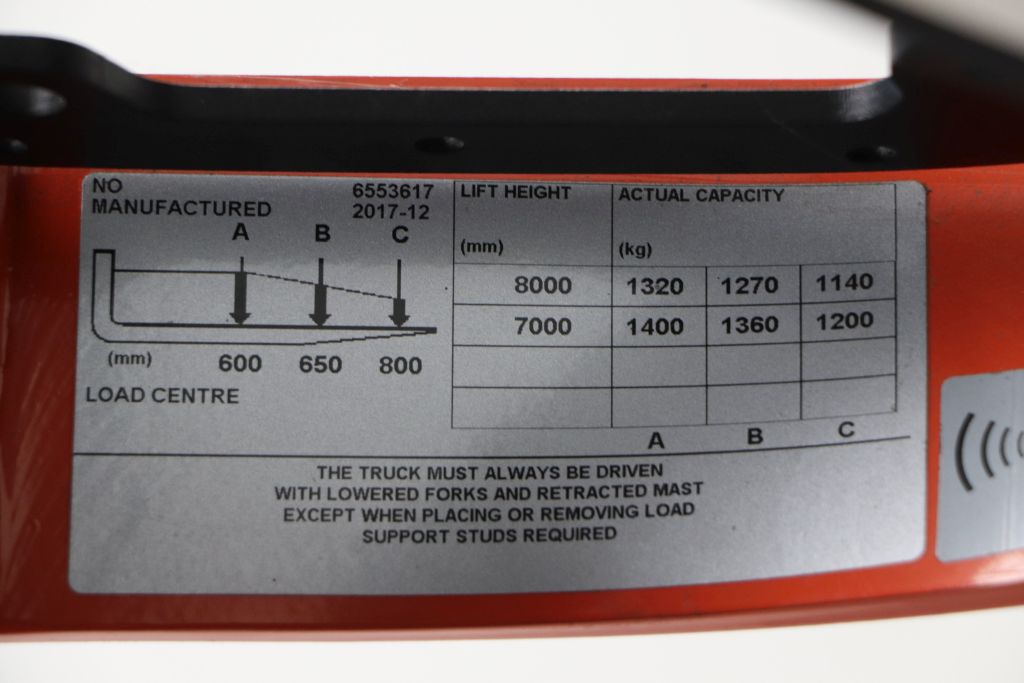 NO 6553617
MANUFACTURED 2017-12
A B C
(mm) 600 650 800
LOAD CENTRE
LIFT HEIGHT ACTUAL CAPACITY
(mm) (kg)
8000 1320 1270 1140
7000 1400 1360 1200
A B C
THE TRUCK MUST ALWAYS BE DRIVEN
WITH LOWERED FORKS AND RETRACTED MAST
EXCEPT WHEN PLACING OR REMOVING LOAD
SUPPORT STUDS REQUIRED